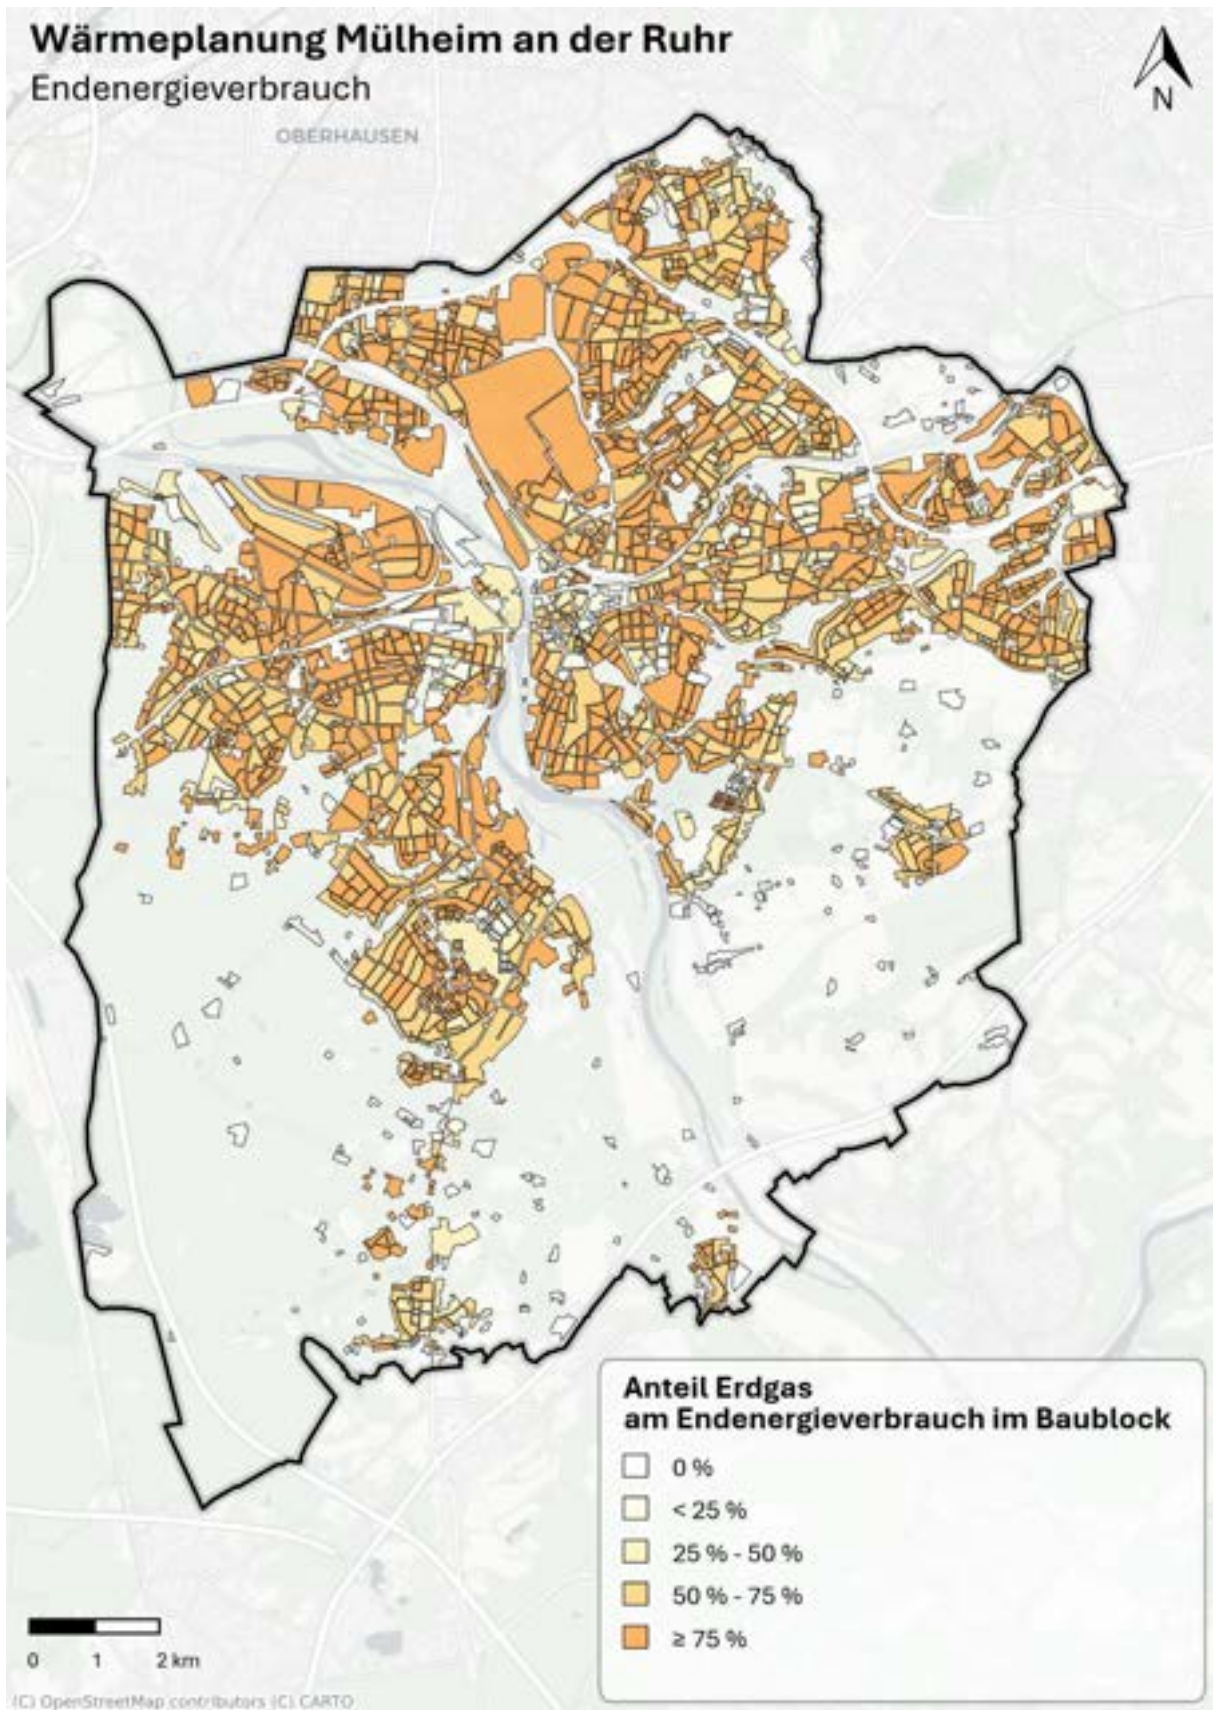 Wärmeplanung Mülheim an der Ruhr
Endenergieverbrauch
OBERHAUSEN
N
Anteil Erdgas
am Endenergieverbrauch im Baublock
0 %
< 25 %
25 % - 50 %
50 % - 75 %
≥ 75 %
0 1 2 km
(C) OpenStreetMap contributors (C) CARTO